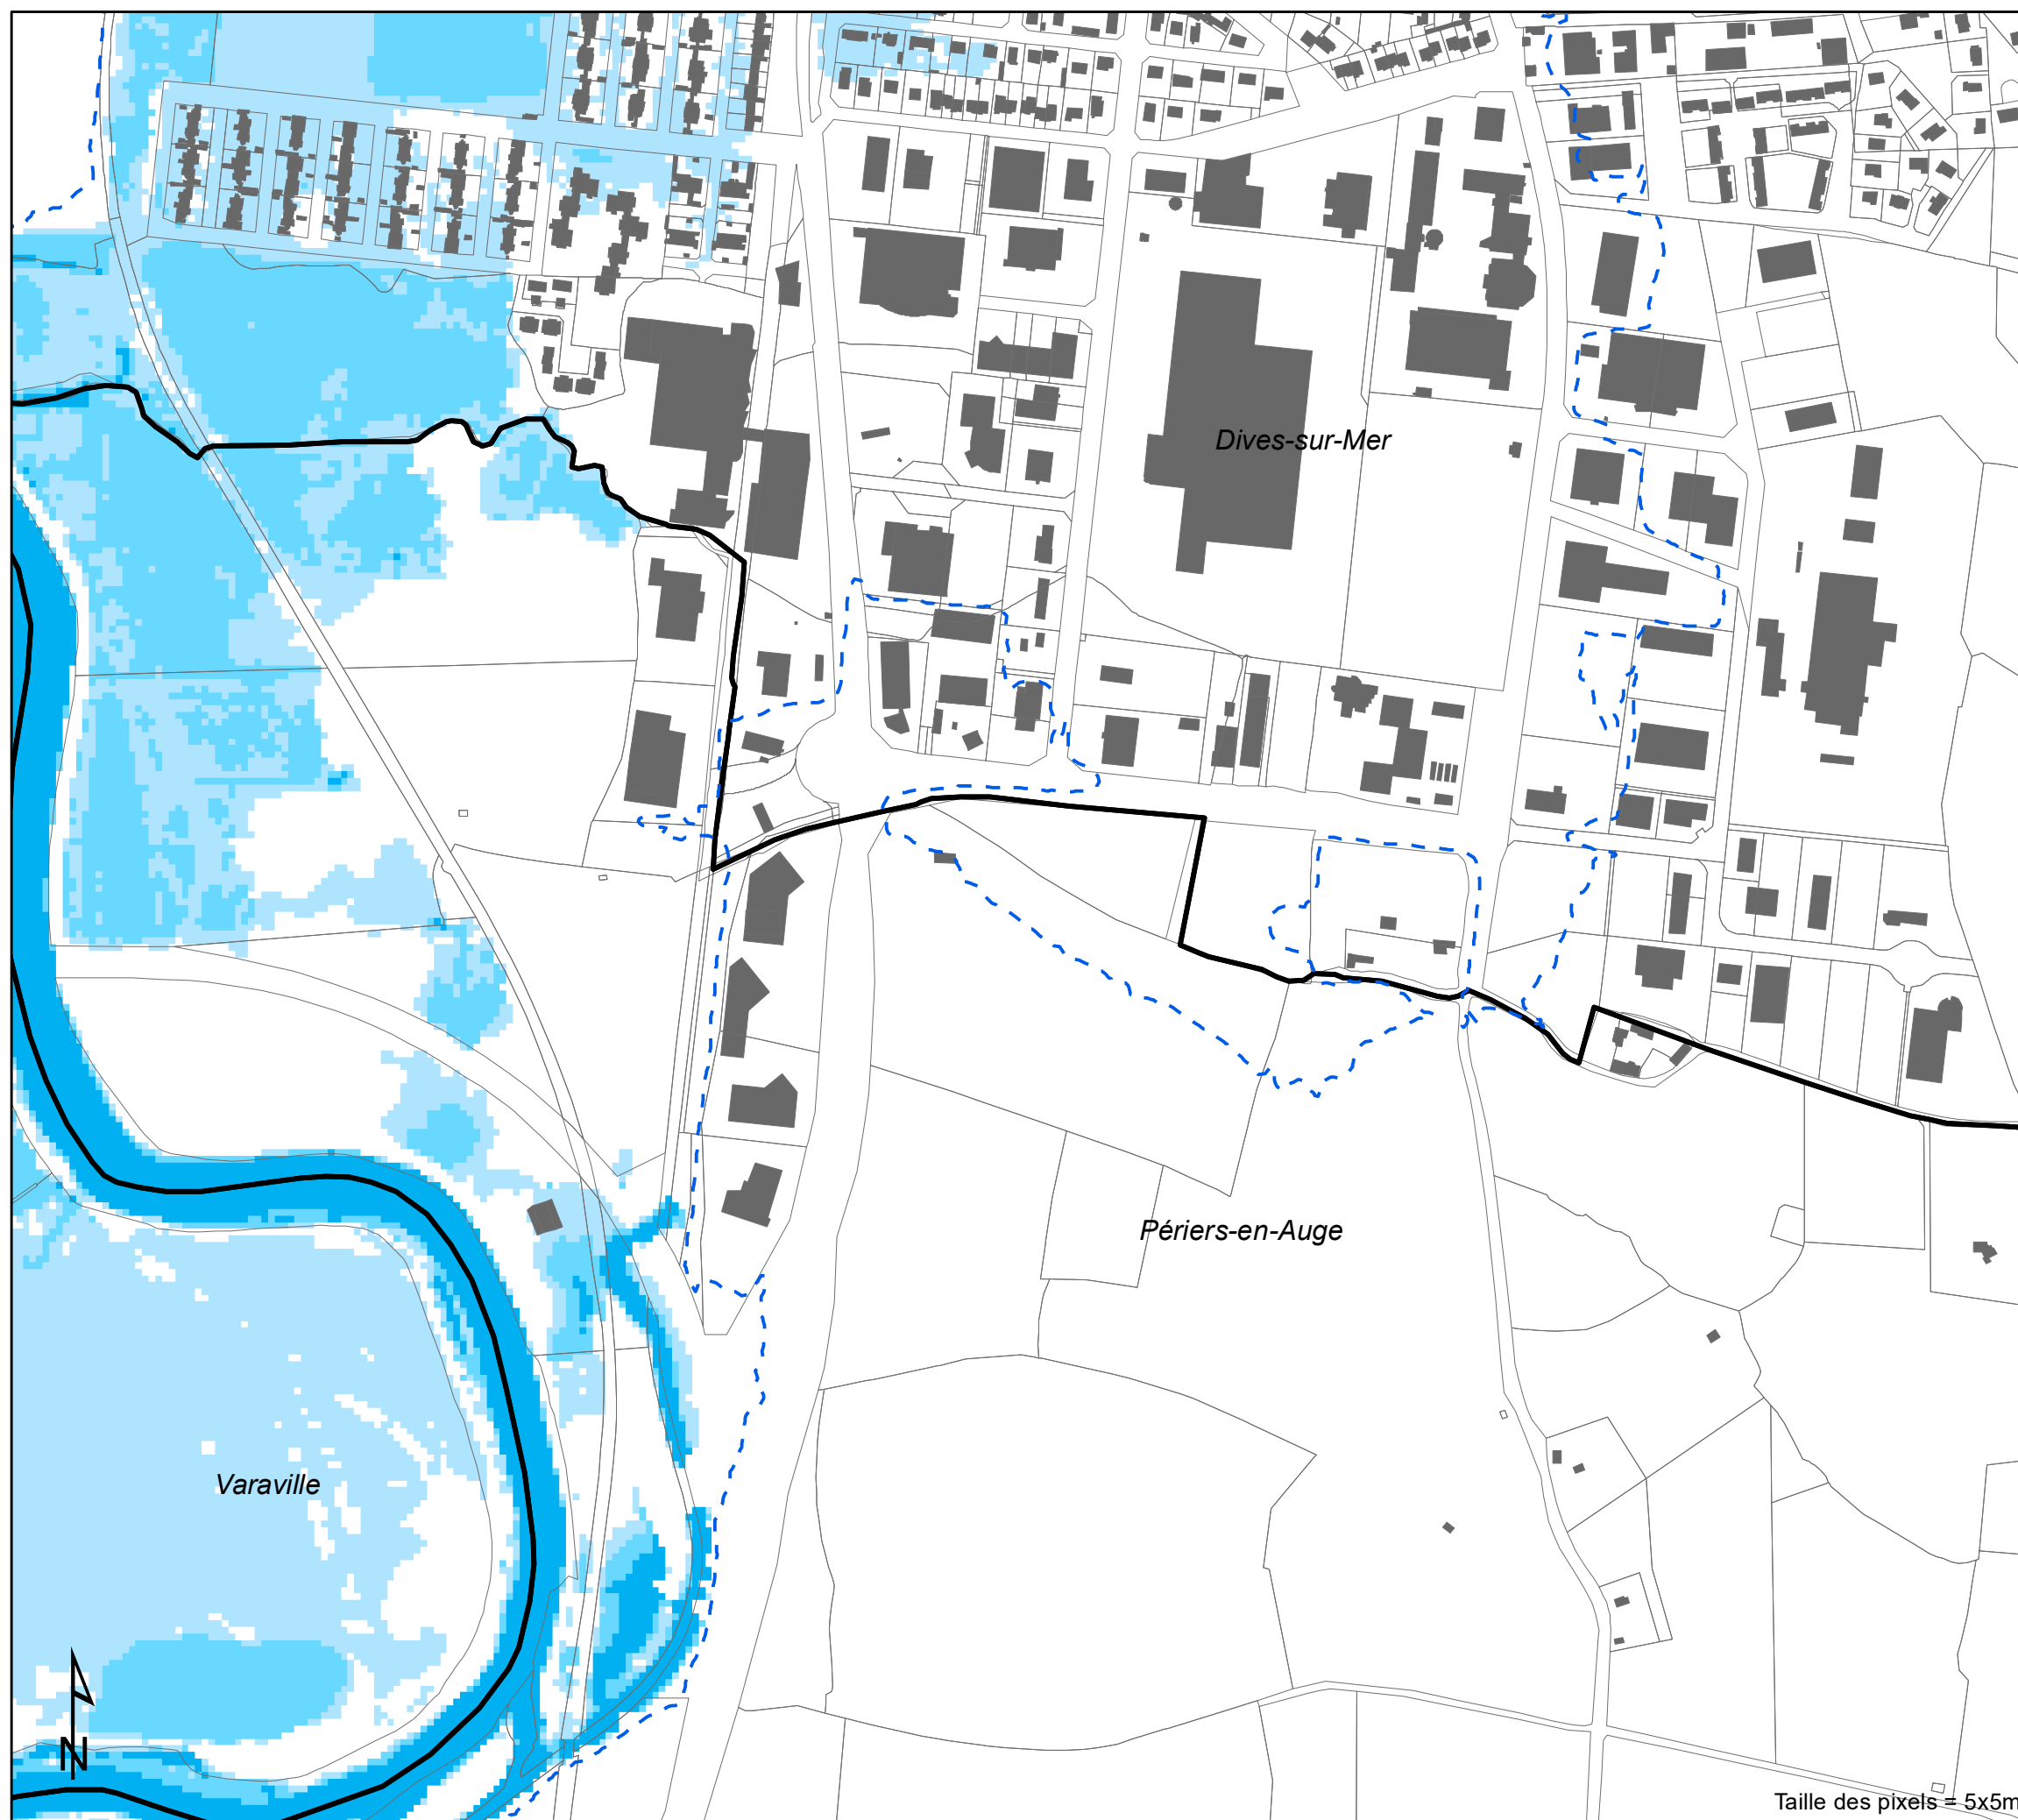 Dives-sur-Mer
Périers-en-Auge
Varaville
N
Taille des pixels = 5x5m